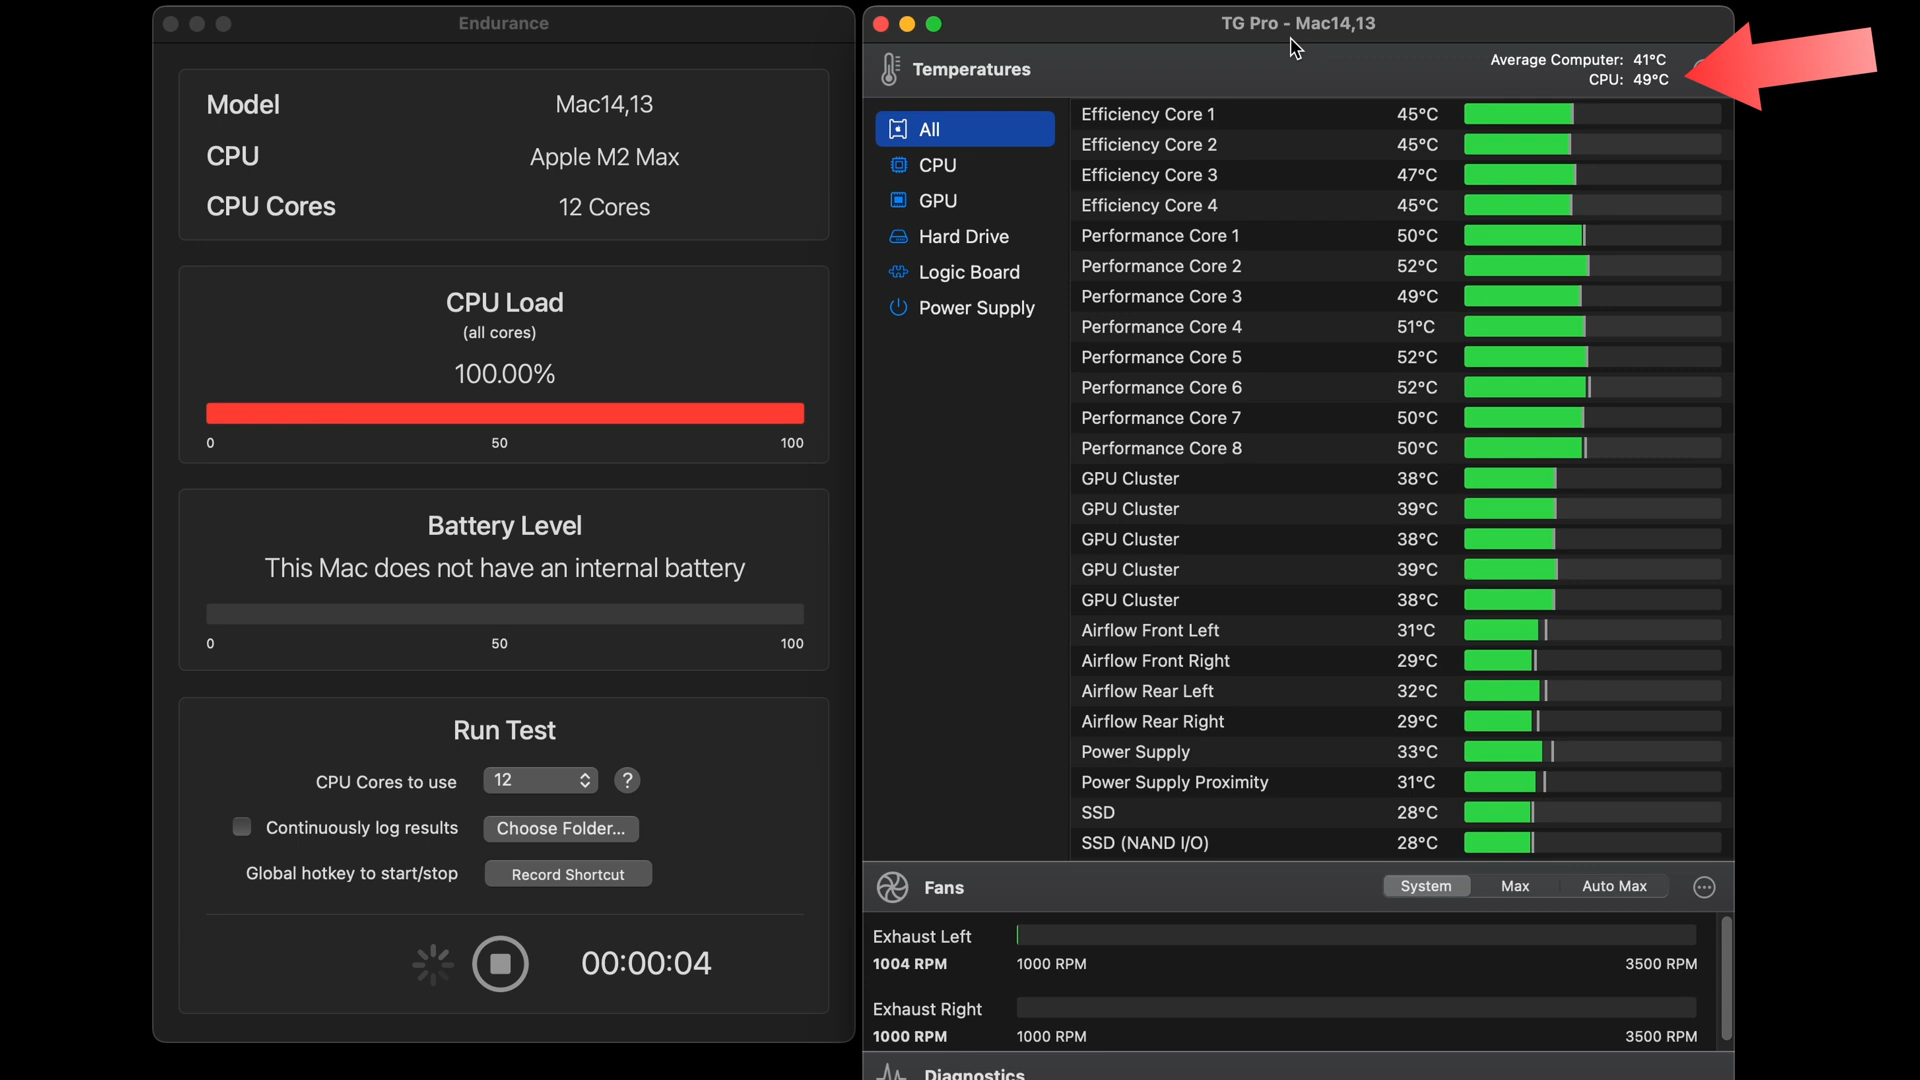 Endurance
Model Mac14,13
CPU Apple M2 Max
CPU Cores 12 Cores
CPU Load
(all cores)
100.00%
0 50 100
Battery Level
This Mac does not have an internal battery
0 50 100
Run Test
CPU Cores to use 12 ?
Continuously log results Choose Folder...
Global hotkey to start/stop Record Shortcut
00:00:04
TG Pro - Mac14,13
Temperatures
Average Computer: 41°C
CPU: 49°C
All
CPU
GPU
Hard Drive
Logic Board
Power Supply
Efficiency Core 1 45°C
Efficiency Core 2 45°C
Efficiency Core 3 47°C
Efficiency Core 4 45°C
Performance Core 1 50°C
Performance Core 2 52°C
Performance Core 3 49°C
Performance Core 4 51°C
Performance Core 5 52°C
Performance Core 6 52°C
Performance Core 7 50°C
Performance Core 8 50°C
GPU Cluster 38°C
GPU Cluster 39°C
GPU Cluster 38°C
GPU Cluster 39°C
GPU Cluster 38°C
Airflow Front Left 31°C
Airflow Front Right 29°C
Airflow Rear Left 32°C
Airflow Rear Right 29°C
Power Supply 33°C
Power Supply Proximity 31°C
SSD 28°C
SSD (NAND I/O) 28°C
Fans System Max Auto Max
Exhaust Left
1004 RPM 1000 RPM 3500 RPM
Exhaust Right
1000 RPM 1000 RPM 3500 RPM
Diagnostics